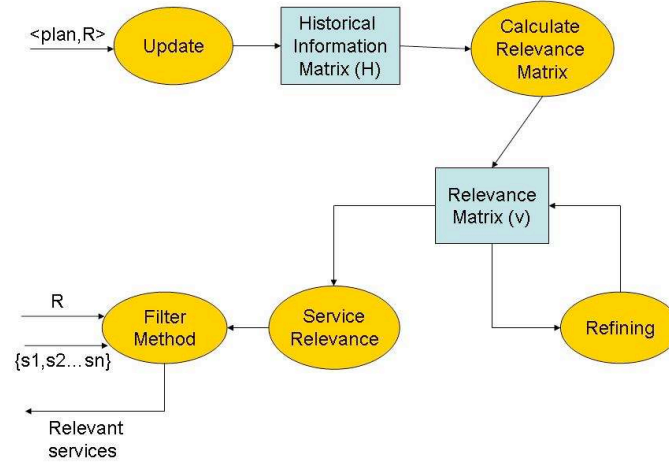 <plan,R>
Update
Historical
Information
Matrix (H)
Calculate
Relevance
Matrix
Relevance
Matrix (v)
R
{s1,s2...sn}
Filter
Method
Service
Relevance
Refining
Relevant
services